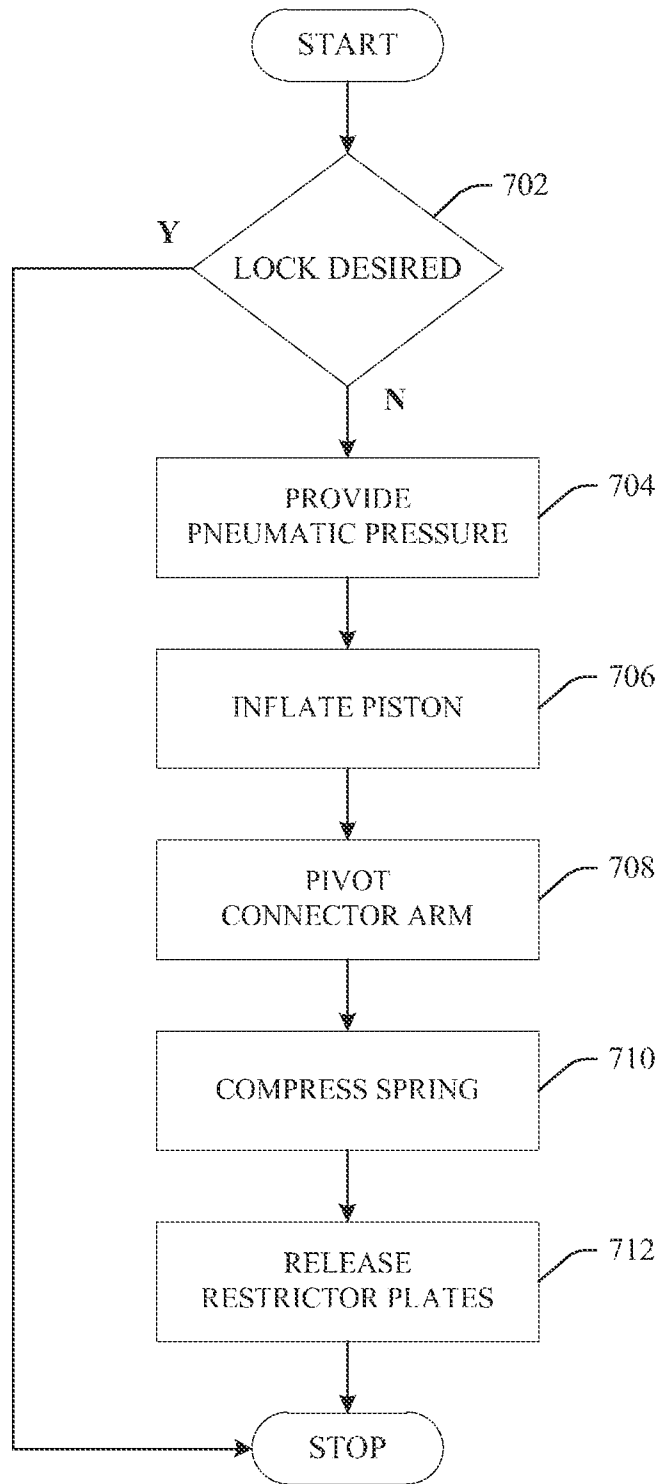 START
702
Y
LOCK DESIRED
N
PROVIDE
PNEUMATIC PRESSURE
704
INFLATE PISTON
706
PIVOT
CONNECTOR ARM
708
COMPRESS SPRING
710
RELEASE
RESTRICTOR PLATES
712
STOP